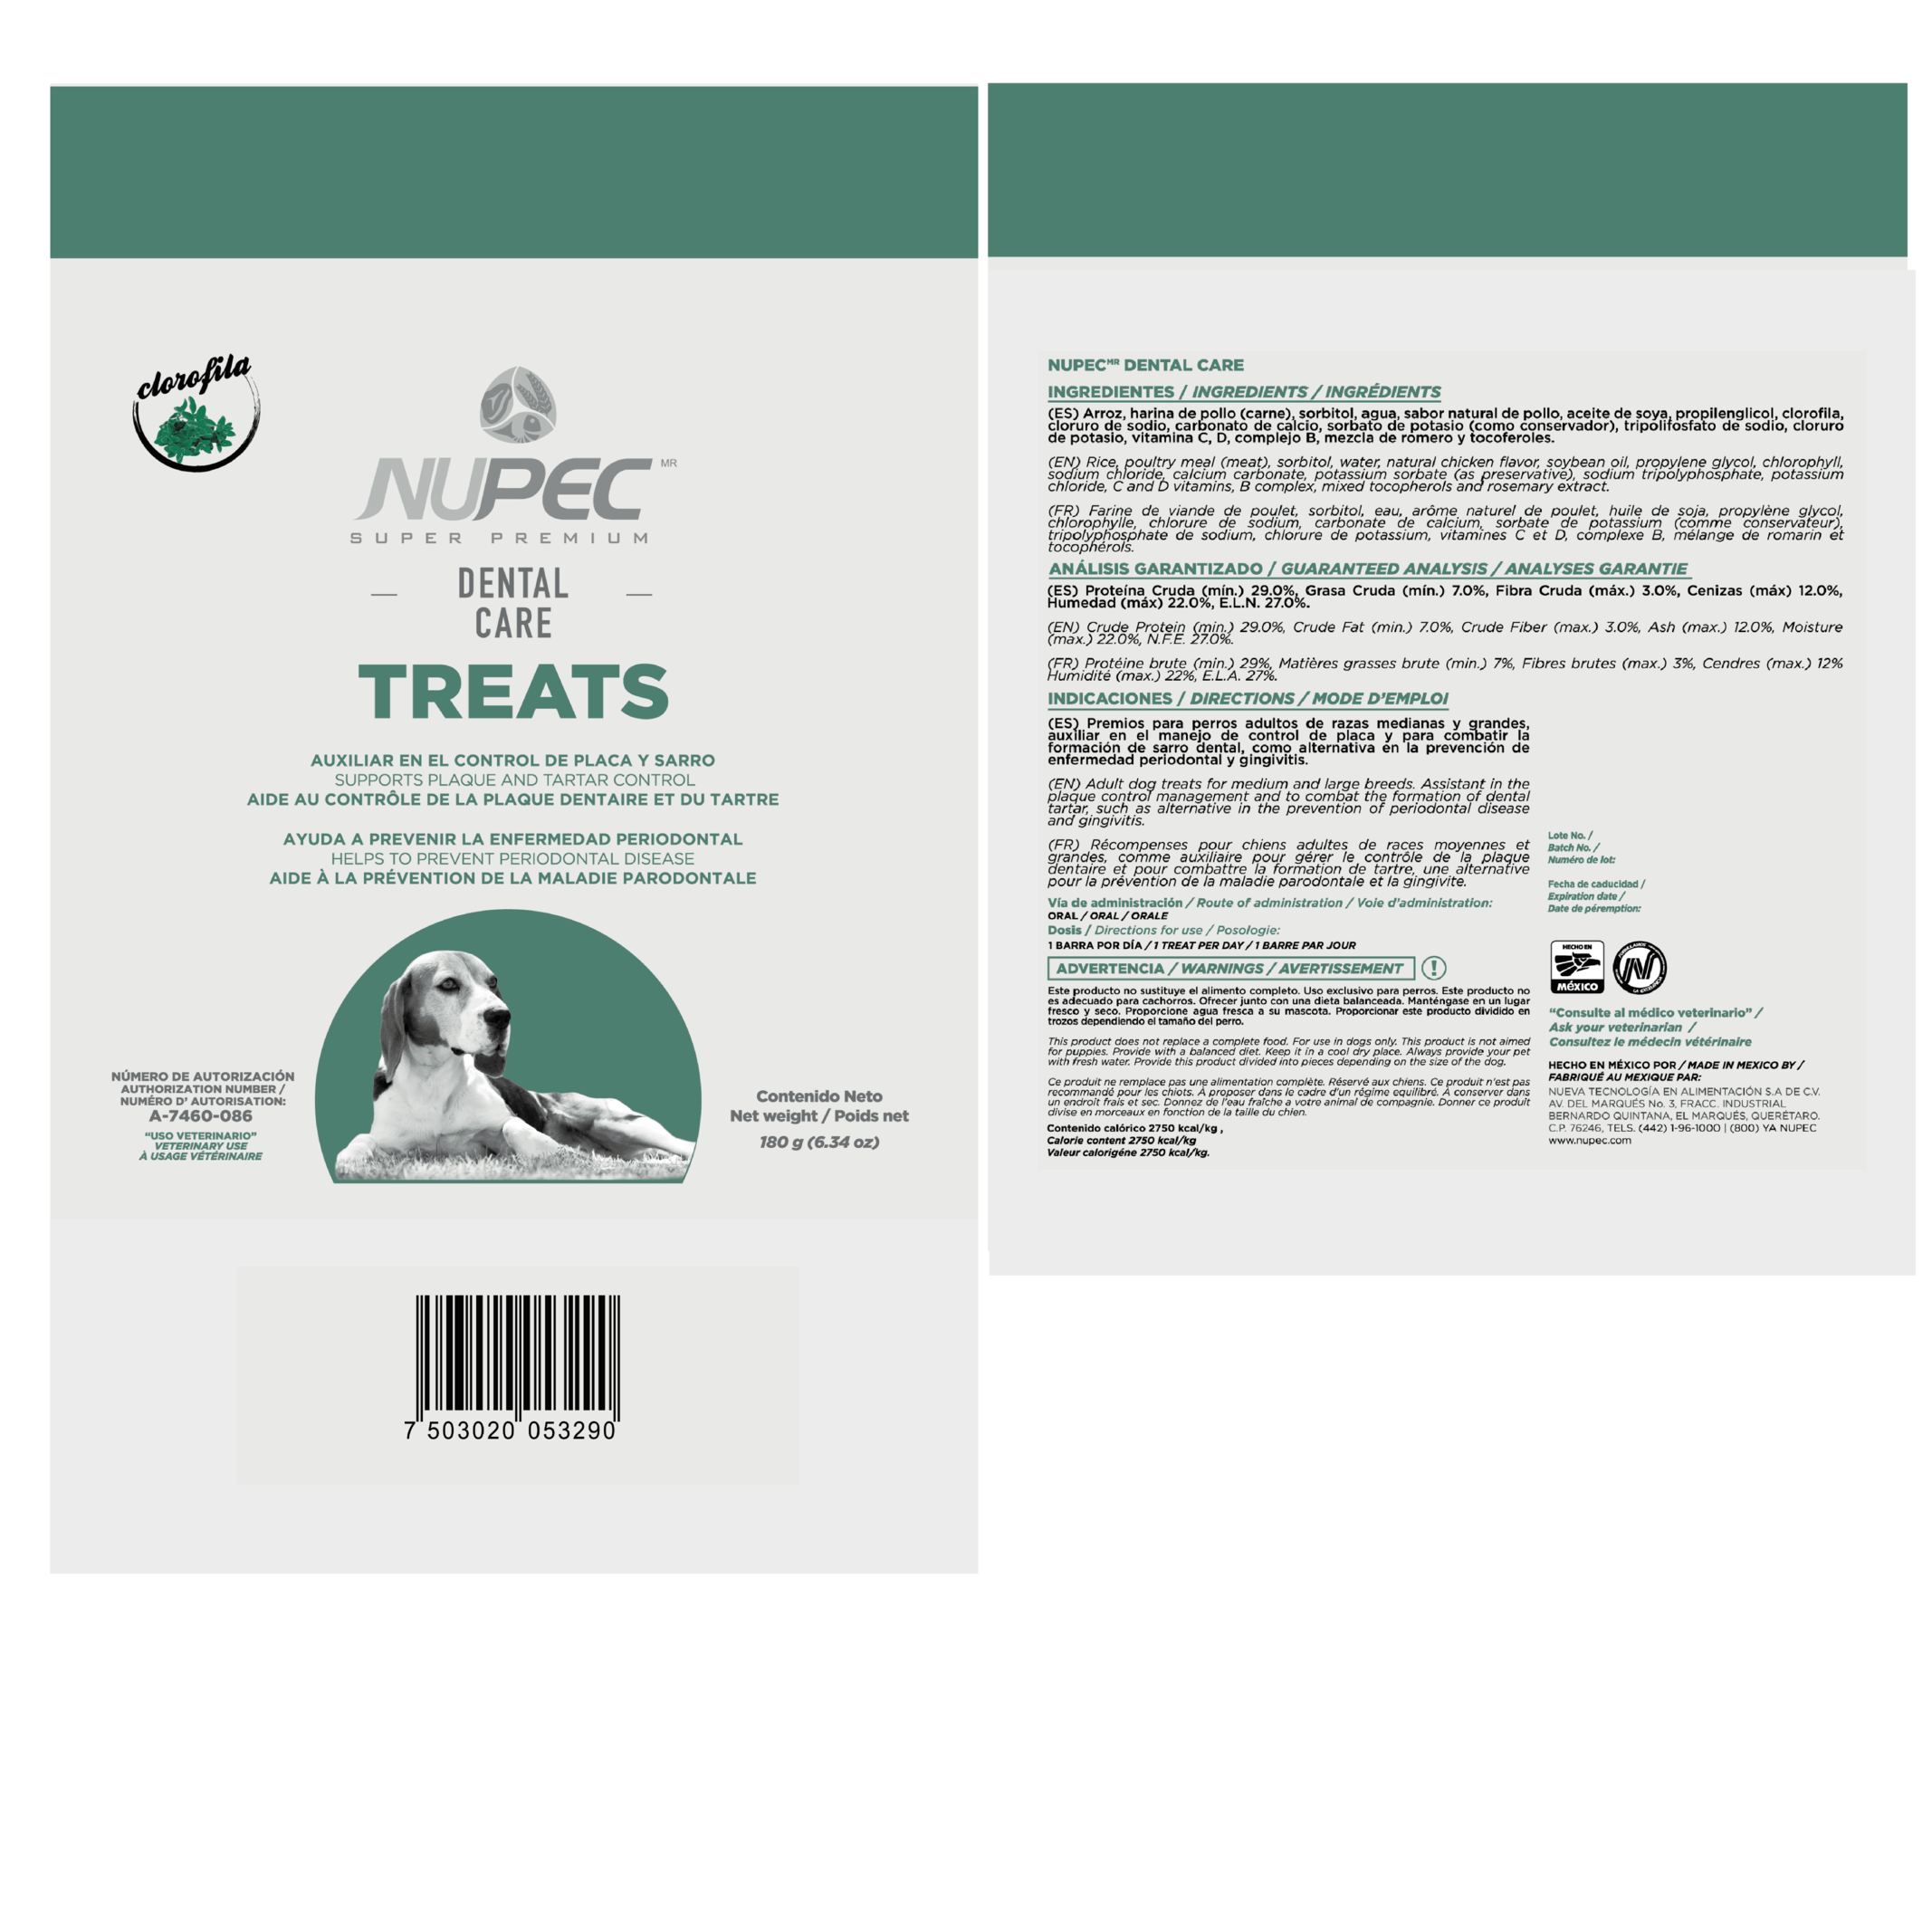 clorofila
NUPEC MR
SUPER PREMIUM
DENTAL
CARE
TREATS
AUXILIAR EN EL CONTROL DE PLACA Y SARRO
SUPPORTS PLAQUE AND TARTAR CONTROL
AIDE AU CONTRÔLE DE LA PLAQUE DENTAIRE ET DU TARTRE
AYUDA A PREVENIR LA ENFERMEDAD PERIODONTAL
HELPS TO PREVENT PERIODONTAL DISEASE
AIDE À LA PRÉVENTION DE LA MALADIE PARODONTALE
NÚMERO DE AUTORIZACIÓN
AUTHORIZATION NUMBER /
NUMÉRO D' AUTORISATION:
A-7460-086
"USO VETERINARIO"
VETERINARY USE
À USAGE VÉTÉRINAIRE
Contenido Neto
Net weight / Poids net
180 g (6.34 oz)
7 503020 053290
NUPECMR DENTAL CARE
INGREDIENTES / INGREDIENTS / INGRÉDIENTS
(ES) Arroz, harina de pollo (carne), sorbitol, agua, sabor natural de pollo, aceite de soya, propilenglicol, clorofila,
cloruro de sodio, carbonato de calcio, sorbato de potasio (como conservador), tripolifosfato de sodio, cloruro
de potasio, vitamina C, D, complejo B, mezcla de romero y tocoferoles.
(EN) Rice, poultry meal (meat), sorbitol, water, natural chicken flavor, soybean oil, propylene glycol, chlorophyll,
sodium chloride, calcium carbonate, potassium sorbate (as preservative), sodium tripolyphosphate, potassium
chloride, C and D vitamins, B complex, mixed tocopherols and rosemary extract.
(FR) Farine de viande de poulet, sorbitol, eau, arôme naturel de poulet, huile de soja, propylène glycol,
chlorophylle, chlorure de sodium, carbonate de calcium, sorbate de potassium (comme conservateur),
tripolyphosphate de sodium, chlorure de potassium, vitamines C et D, complexe B, mélange de romarin et
tocophérols.
ANÁLISIS GARANTIZADO / GUARANTEED ANALYSIS / ANALYSES GARANTIE
(ES) Proteína Cruda (mín.) 29.0%, Grasa Cruda (mín.) 7.0%, Fibra Cruda (máx.) 3.0%, Cenizas (máx) 12.0%,
Humedad (máx) 22.0%, E.L.N. 27.0%.
(EN) Crude Protein (min.) 29.0%, Crude Fat (min.) 7.0%, Crude Fiber (max.) 3.0%, Ash (max.) 12.0%, Moisture
(max.) 22.0%, N.F.E. 27.0%.
(FR) Protéine brute (min.) 29%, Matières grasses brute (min.) 7%, Fibres brutes (max.) 3%, Cendres (max.) 12%
Humidité (max.) 22%, E.L.A. 27%.
INDICACIONES / DIRECTIONS / MODE D'EMPLOI
(ES) Premios para perros adultos de razas medianas y grandes,
auxiliar en el manejo de control de placa y para combatir la
formación de sarro dental, como alternativa en la prevención de
enfermedad periodontal y gingivitis.
(EN) Adult dog treats for medium and large breeds. Assistant in the
plaque control management and to combat the formation of dental
tartar, such as alternative in the prevention of periodontal disease
and gingivitis.
(FR) Récompenses pour chiens adultes de races moyennes et
grandes, comme auxiliaire pour gérer le contrôle de la plaque
dentaire et pour combattre la formation de tartre, une alternative
pour la prévention de la maladie parodontale et la gingivite.
Vía de administración / Route of administration / Voie d'administration:
ORAL / ORAL / ORALE
Dosis / Directions for use / Posologie:
1 BARRA POR DÍA / 1 TREAT PER DAY / 1 BARRE PAR JOUR
ADVERTENCIA / WARNINGS / AVERTISSEMENT !
Este producto no sustituye el alimento completo. Uso exclusivo para perros. Este producto no
es adecuado para cachorros. Ofrecer junto con una dieta balanceada. Manténgase en un lugar
fresco y seco. Proporcione agua fresca a su mascota. Proporcionar este producto dividido en
trozos dependiendo el tamaño del perro.
This product does not replace a complete food. For use in dogs only. This product is not aimed
for puppies. Provide with a balanced diet. Keep it in a cool dry place. Always provide your pet
with fresh water. Provide this product divided into pieces depending on the size of the dog.
Ce produit ne remplace pas une alimentation complète. Réservé aux chiens. Ce produit n'est pas
recommandé pour les chiots. À proposer dans le cadre d'un régime equilibré. À conserver dans
un endroit frais et sec. Donnez de l'eau fraîche a votre animal de compagnie. Donner ce produit
divise en morceaux en fonction de la taille du chien.
Contenido calórico 2750 kcal/kg ,
Calorie content 2750 kcal/kg
Valeur calorigéne 2750 kcal/kg.
Lote No. /
Batch No. /
Numéro de lot:
Fecha de caducidad /
Expiration date /
Date de péremption:
HECHO EN
MÉXICO
"Consulte al médico veterinario" /
Ask your veterinarian /
Consultez le médecin vétérinaire
HECHO EN MÉXICO POR / MADE IN MEXICO BY /
FABRIQUÉ AU MEXIQUE PAR:
NUEVA TECNOLOGÍA EN ALIMENTACIÓN S.A DE C.V.
AV. DEL MARQUÉS No. 3, FRACC. INDUSTRIAL
BERNARDO QUINTANA, EL MARQUÉS, QUERÉTARO.
C.P. 76246, TELS. (442) 1-96-1000 | (800) YA NUPEC
www.nupec.com